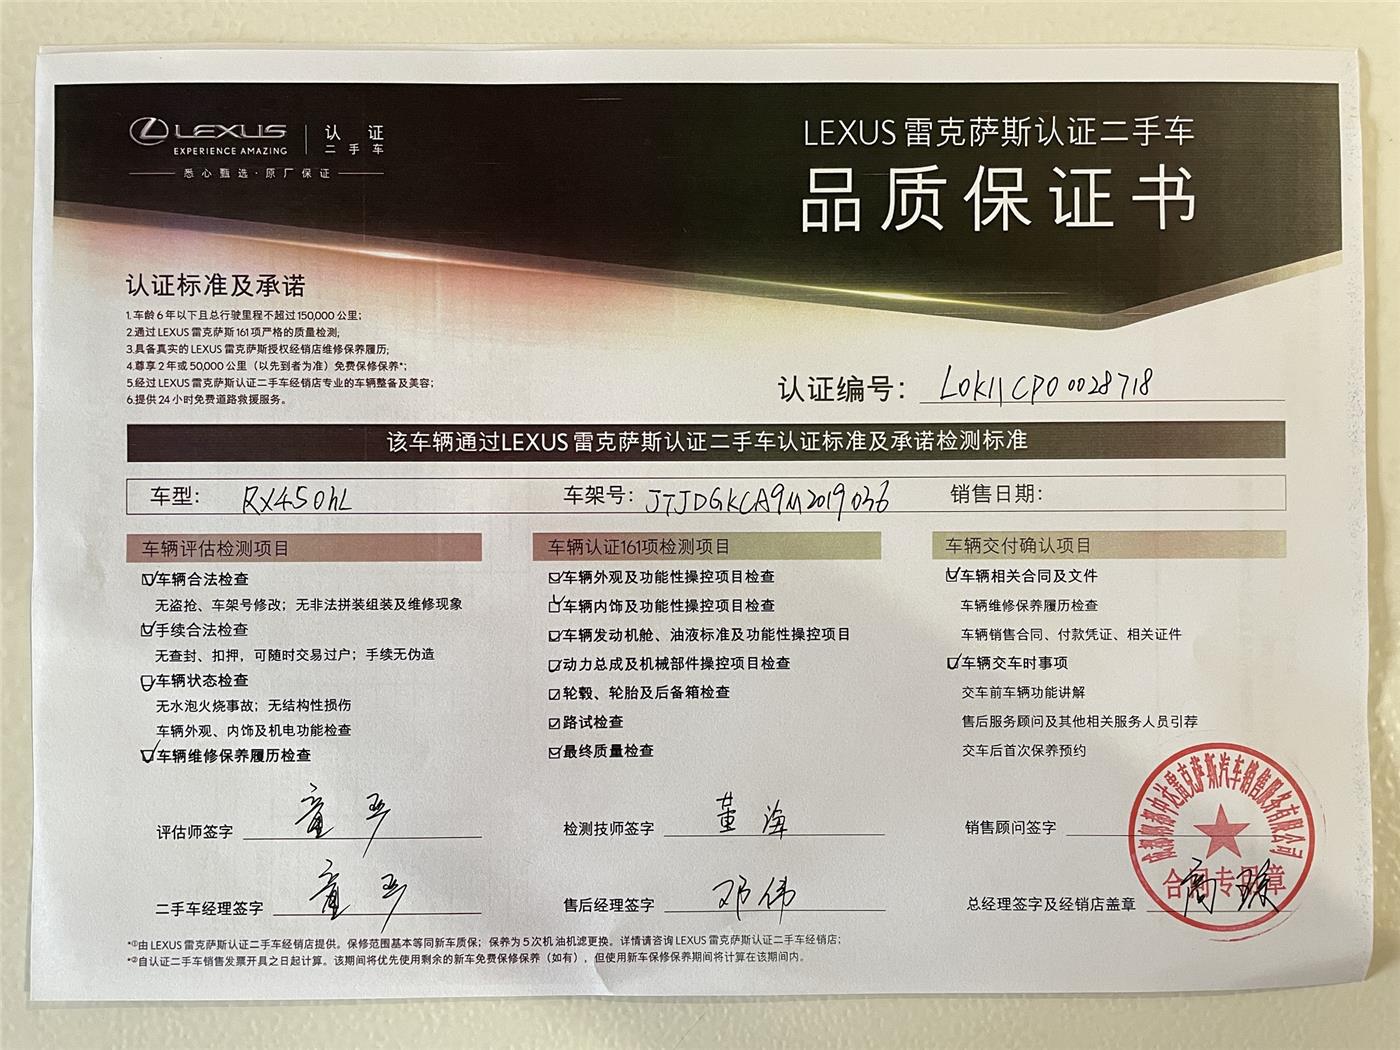 LEXUS 认证
EXPERIENCE AMAZING 二手车
悉心甄选·原厂保证
LEXUS 雷克萨斯认证二手车
品质保证书
认证标准及承诺
1.车龄6年以下且总行驶里程不超过150,000公里；
2.通过LEXUS雷克萨斯161项严格的质量检测;
3.具备真实的LEXUS雷克萨斯授权经销店维修保养履历;
4.尊享2年或50,000公里（以先到者为准）免费保修保养*;
5.经过LEXUS雷克萨斯认证二手车经销店专业的车辆整备及美容；
6.提供24小时免费道路救援服务。
认证编号： LOK11CPO0028718
该车辆通过LEXUS雷克萨斯认证二手车认证标准及承诺检测标准
车型: RX450hL 车架号: JTJDGKCA9M2019036 销售日期:
车辆评估检测项目
车辆合法检查
无盗抢、车架号修改；无非法拼装组装及维修现象
手续合法检查
无查封、扣押，可随时交易过户；手续无伪造
车辆状态检查
无水泡火烧事故；无结构性损伤
车辆外观、内饰及机电功能检查
车辆维修保养履历检查
车辆认证161项检测项目
车辆外观及功能性操控项目检查
车辆内饰及功能性操控项目检查
车辆发动机舱、油液标准及功能性操控项目
动力总成及机械部件操控项目检查
轮毂、轮胎及后备箱检查
路试检查
最终质量检查
车辆交付确认项目
车辆相关合同及文件
车辆维修保养履历检查
车辆销售合同、付款凭证、相关证件
车辆交车时事项
交车前车辆功能讲解
售后服务顾问及其他相关服务人员引荐
交车后首次保养预约
评估师签字
检测技师签字 董海
销售顾问签字
二手车经理签字
售后经理签字 邓伟
总经理签字及经销店盖章
雷克萨斯汽车销售服务有限公司
合同专用章
*①由LEXUS雷克萨斯认证二手车经销店提供。保修范围基本等同新车质保；保养为5次机油机滤更换。详情请咨询LEXUS雷克萨斯认证二手车经销店；
*②自认证二手车销售发票开具之日起计算。该期间将优先使用剩余的新车免费保修保养（如有），但使用新车保修保养期间将计算在该期间内。